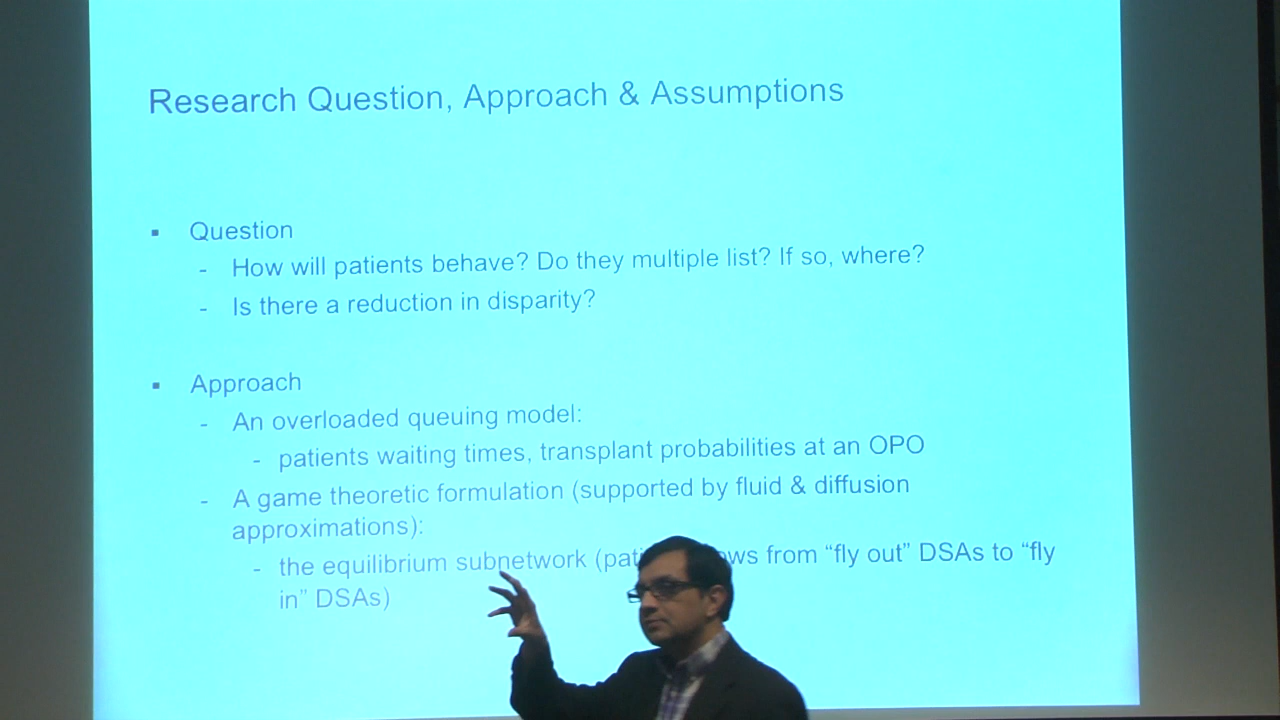 Research Question, Approach & Assumptions
▪ Question
- How will patients behave? Do they multiple list? If so, where?
- Is there a reduction in disparity?
▪ Approach
- An overloaded queuing model:
- patients waiting times, transplant probabilities at an OPO
- A game theoretic formulation (supported by fluid & diffusion
approximations):
- the equilibrium subnetwork from “fly out” DSAs to “fly
in” DSAs)